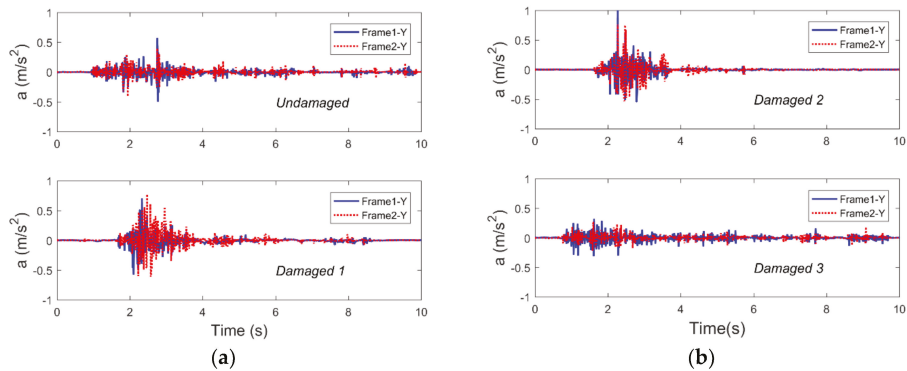 a (m/s²)
1
0.5
0
-0.5
-1
Frame1-Y
Frame2-Y
Undamaged
0 2 4 6 8 10
a (m/s²)
1
0.5
0
-0.5
-1
Frame1-Y
Frame2-Y
Damaged 1
0 2 4 6 8 10
Time (s)
(a)
a (m/s²)
1
0.5
0
-0.5
-1
Frame1-Y
Frame2-Y
Damaged 2
0 2 4 6 8 10
a (m/s²)
1
0.5
0
-0.5
-1
Frame1-Y
Frame2-Y
Damaged 3
0 2 4 6 8 10
Time(s)
(b)